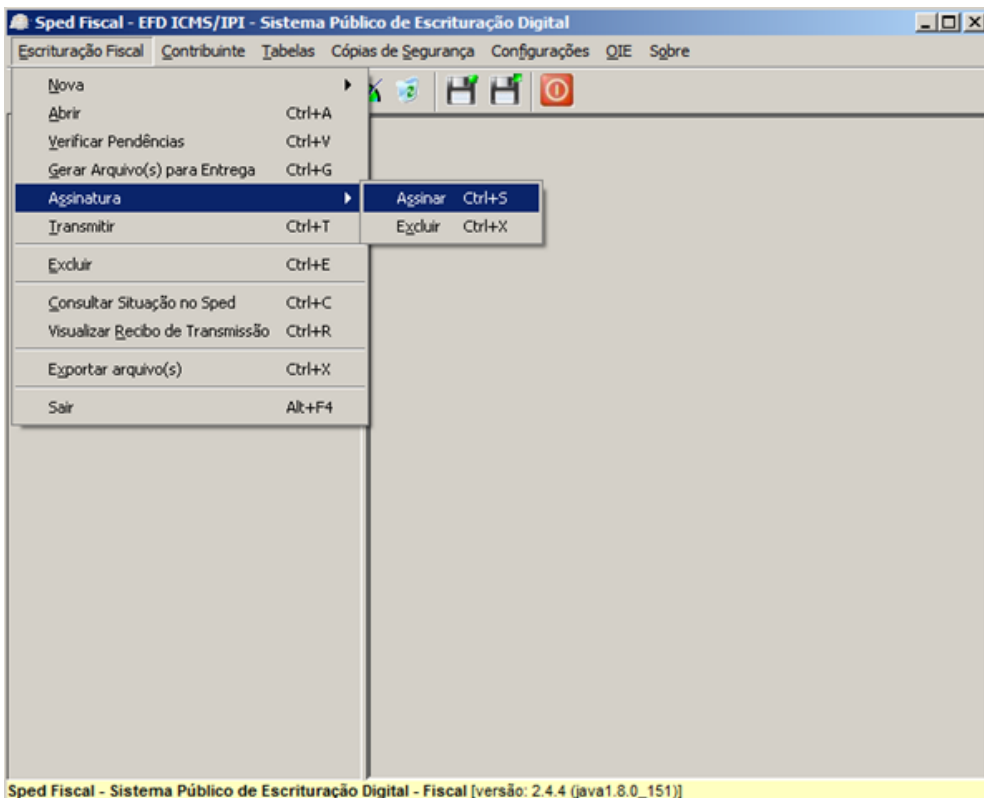 Sped Fiscal - EFD ICMS/IPI - Sistema Público de Escrituração Digital
Escrituração Fiscal Contribuinte Tabelas Cópias de Segurança Configurações QIE Sobre
Nova
Abrir Ctrl+A
Verificar Pendências Ctrl+V
Gerar Arquivo(s) para Entrega Ctrl+G
Assinatura Assinar Ctrl+S
Transmitir Ctrl+T Excluir Ctrl+X
Excluir Ctrl+E
Consultar Situação no Sped Ctrl+C
Visualizar Recibo de Transmissão Ctrl+R
Exportar arquivo(s) Ctrl+X
Sair Alt+F4
Sped Fiscal - Sistema Público de Escrituração Digital - Fiscal [versão: 2.4.4 (java1.8.0_151)]